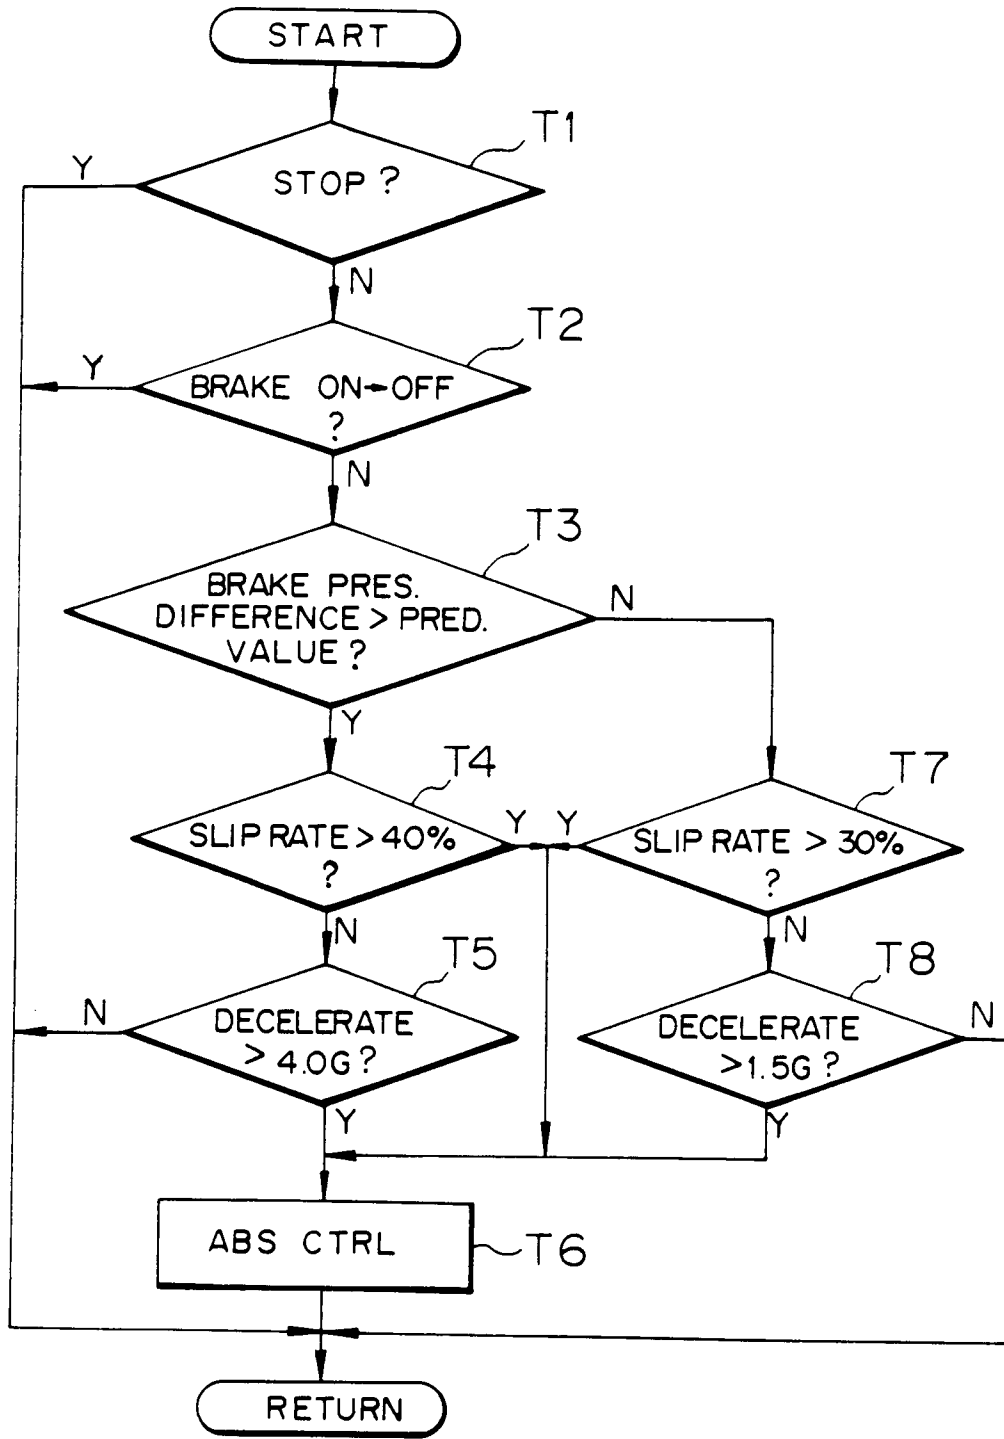 START
T1
Y
STOP ?
N
T2
Y
BRAKE ON→OFF
?
N
T3
BRAKE PRES.
DIFFERENCE > PRED.
VALUE ?
N
Y
T4
T7
SLIP RATE > 40%
?
Y
Y
SLIP RATE > 30%
?
N
N
T5
T8
N
DECELERATE
> 4.0G ?
DECELERATE
> 1.5G ?
N
Y
Y
ABS CTRL
T6
RETURN